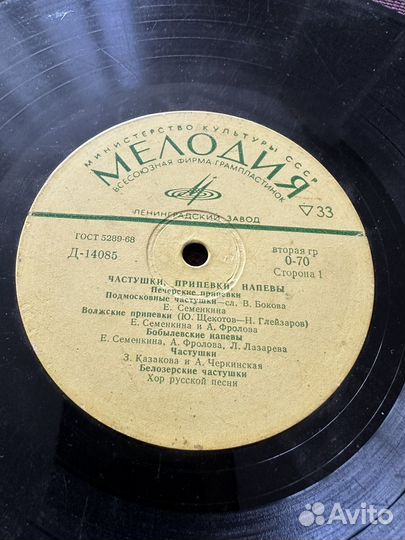 МИНИСТЕРСТВО КУЛЬТУРЫ СССР
МЕЛОДИЯ
ВСЕСОЮЗНАЯ ФИРМА ГРАМПЛАСТИНОК
ЛЕНИНГРАДСКИЙ ЗАВОД
▽33
ГОСТ 5289-68
Д-14085
вторая гр
0-70
Сторона 1
ЧАСТУШКИ, ПРИПЕВКИ, НАПЕВЫ
Печерские припевки
Подмосковные частушки—сл. В. Бокова
Е. Семенкина
Волжские припевки (Ю. Щекотов—Н. Глейзаров)
Е. Семенкина и А. Фролова
Бобылевские напевы
Е. Семенкина, А. Фролова, Л. Лазарева
Частушки
З. Казакова и А. Черкинская
Белозерские частушки
Хор русской песни
Avito